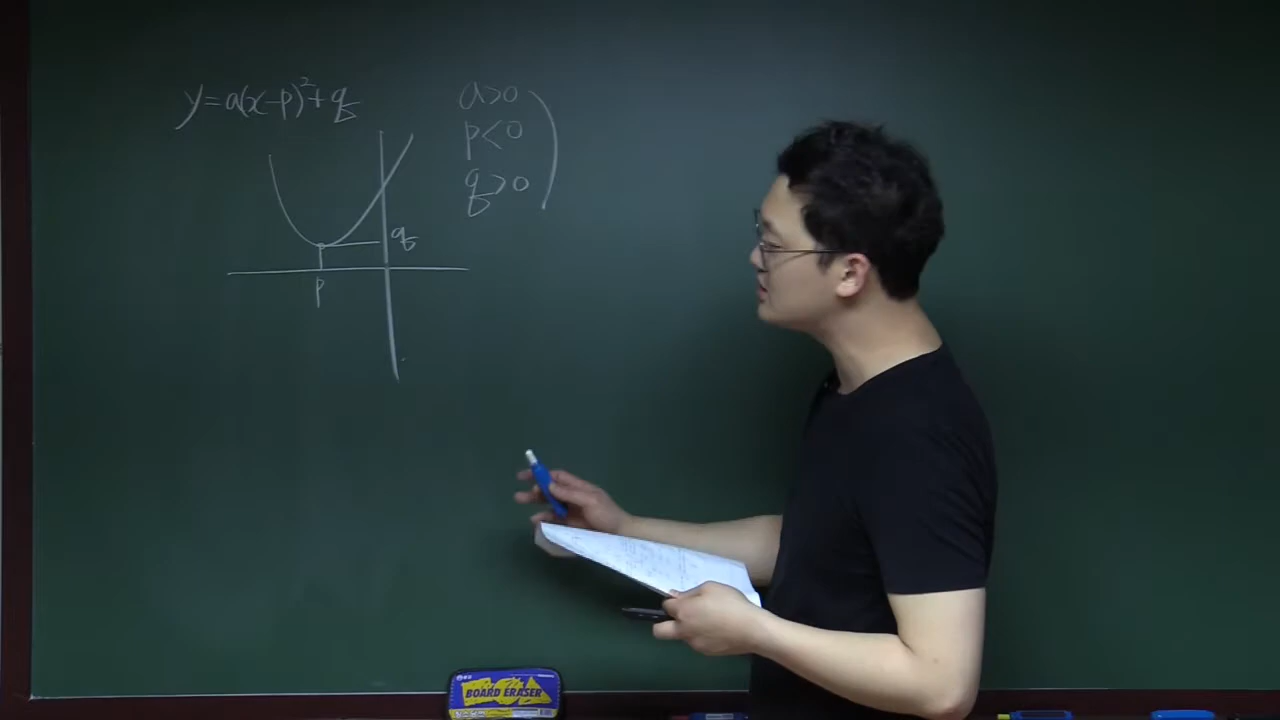 y=a(x-p)²+q
a>0
p<0
q>0
q
p
BOARD ERASER